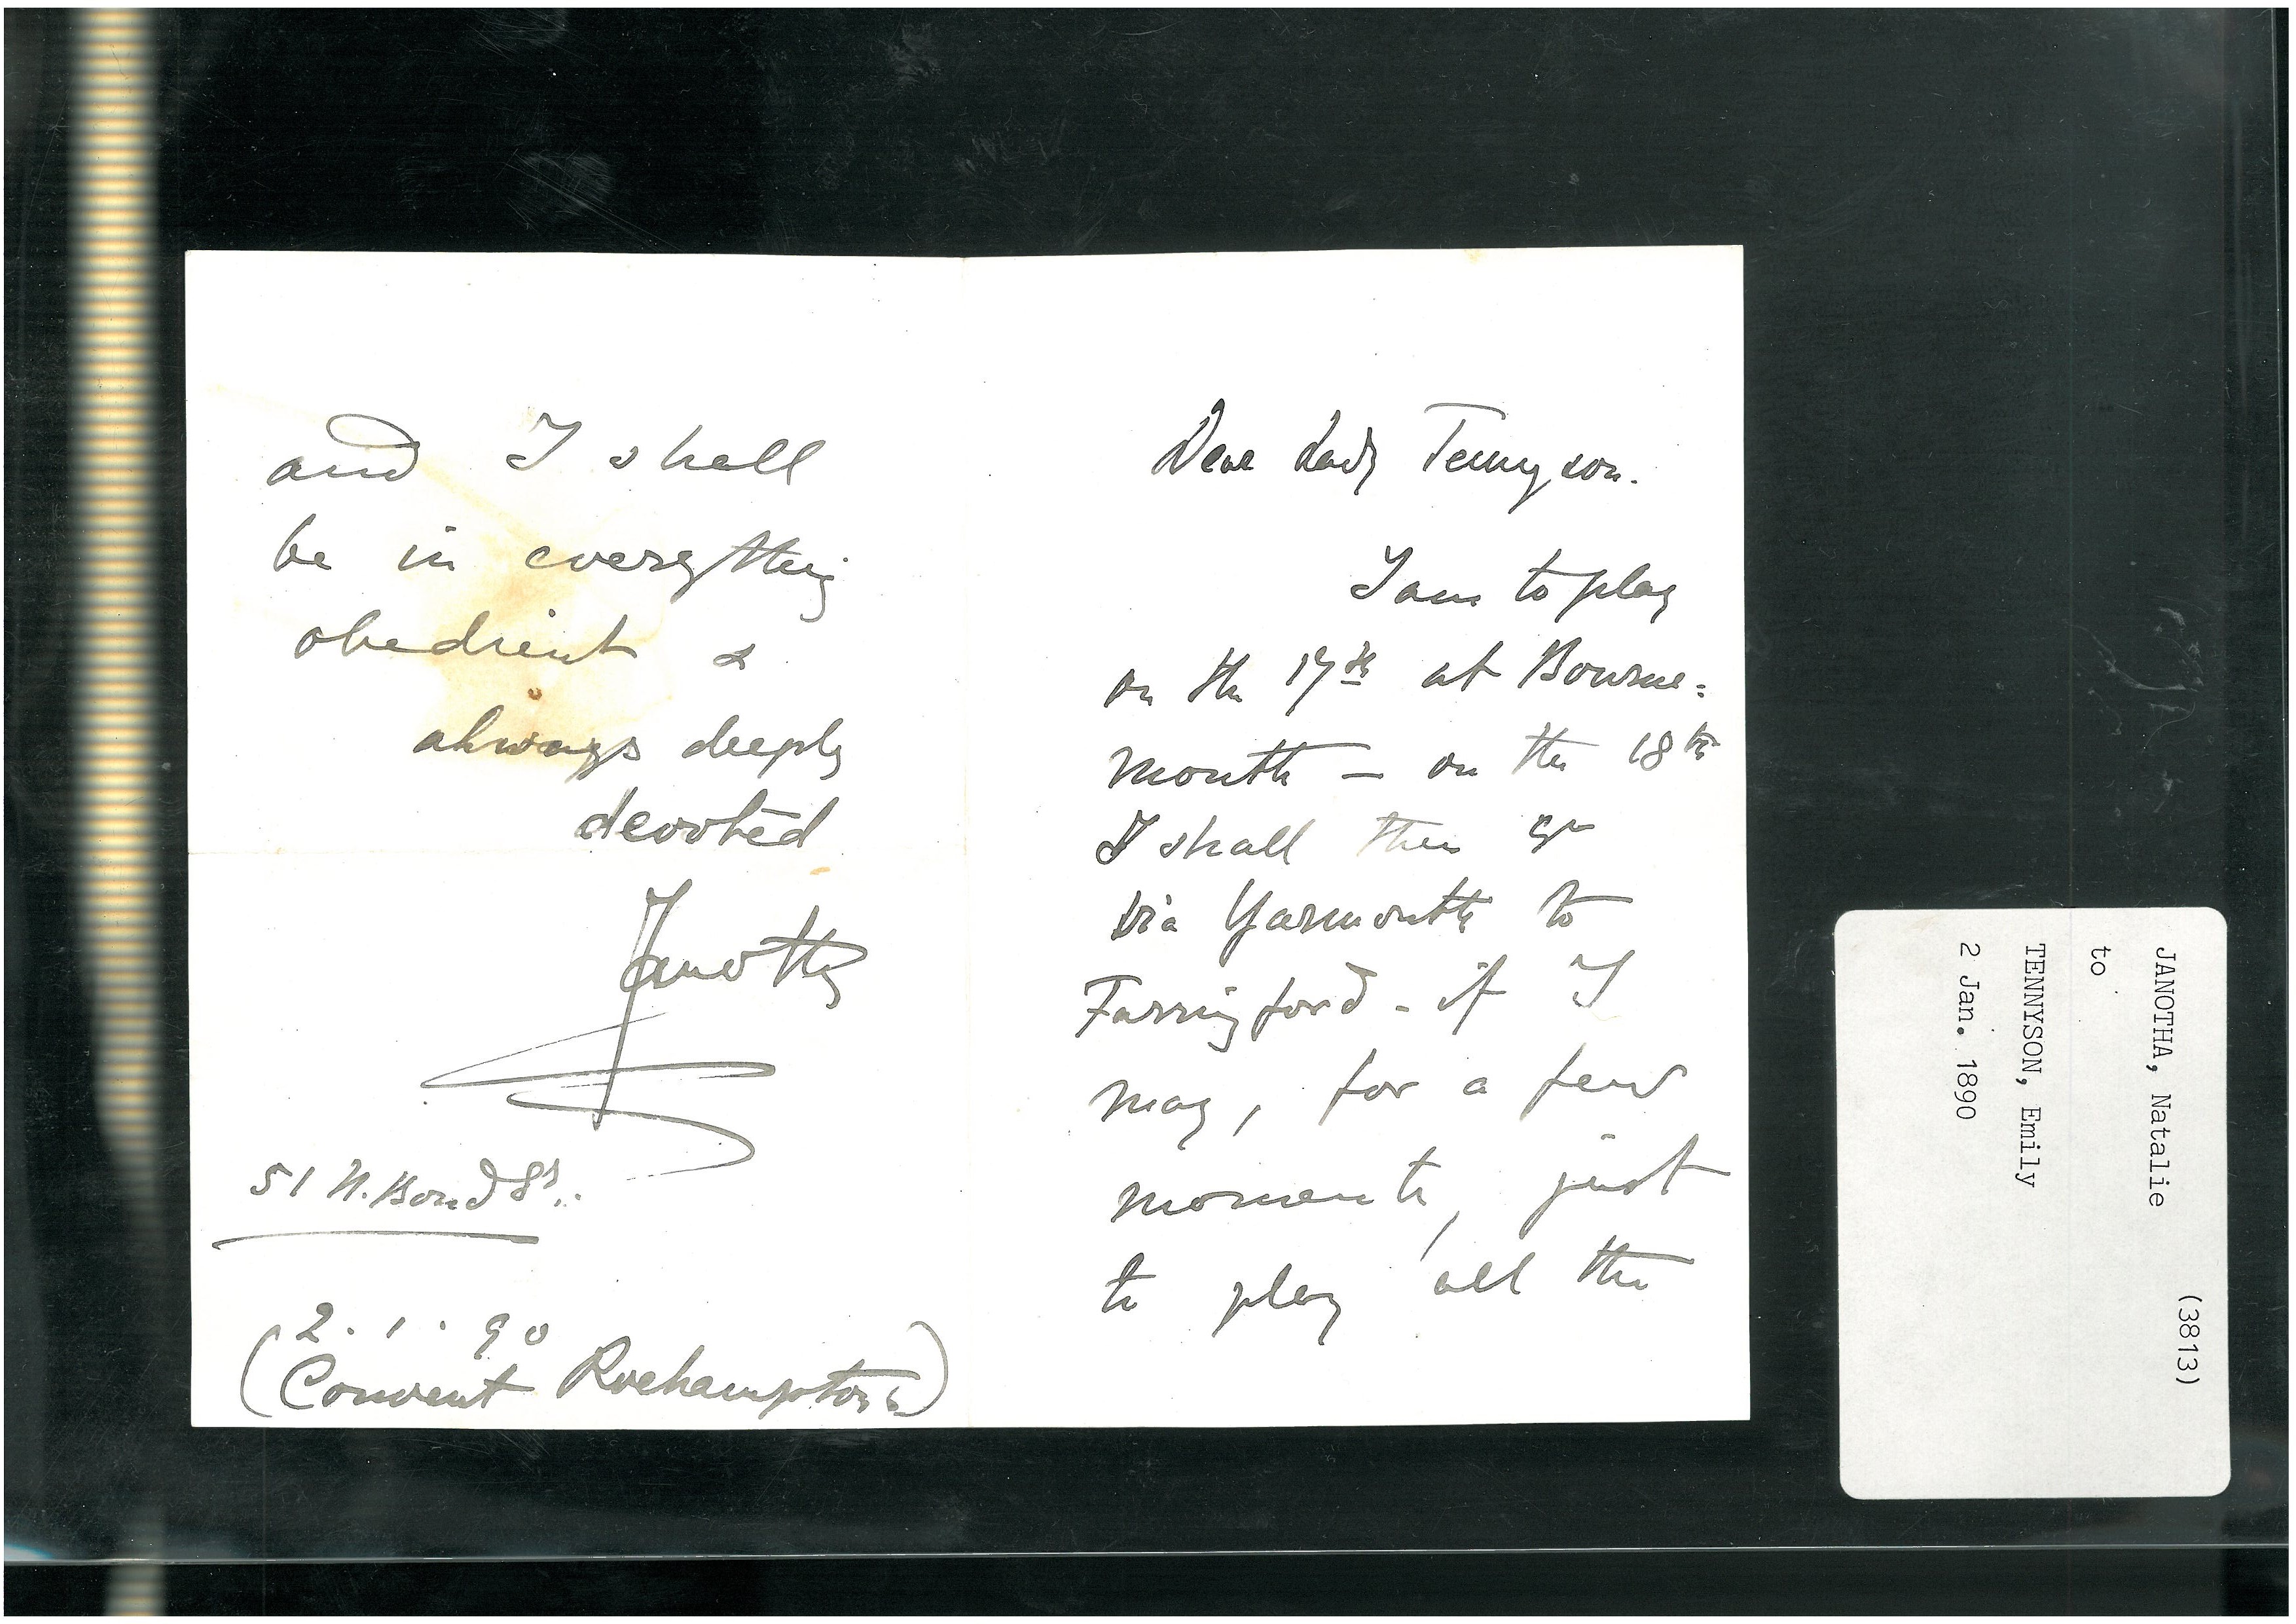 Dear Lady Tennyson.
I am to play
on the 17th at Bourne=
mouth — on the 18th
I shall then go
via Yarmouth to
Farringford - if I
may, for a few
moments, just
to play all the
and I shall
be in everything
obedient &
always deeply
devoted
Janotha
51 N. Bond St.
2. 1. 90
(Convent Roehampton)
(3813)
JANOTHA, Natalie
to
TENNYSON, Emily
2 Jan. 1890